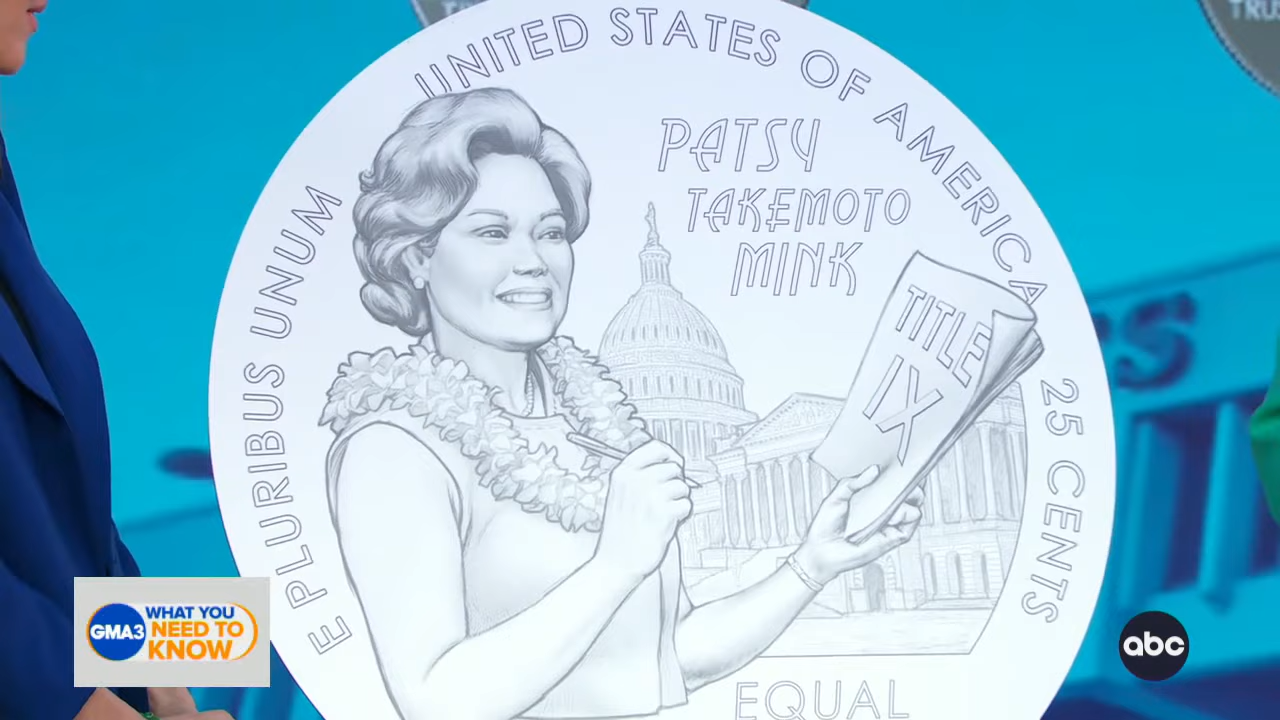 UNITED STATES OF AMERICA
E PLURIBUS UNUM
PATSY
TAKEMOTO
MINK
TITLE
IX
25 CENTS
EQUAL
GMA3
WHAT YOU
NEED TO
KNOW
abc
TRUS